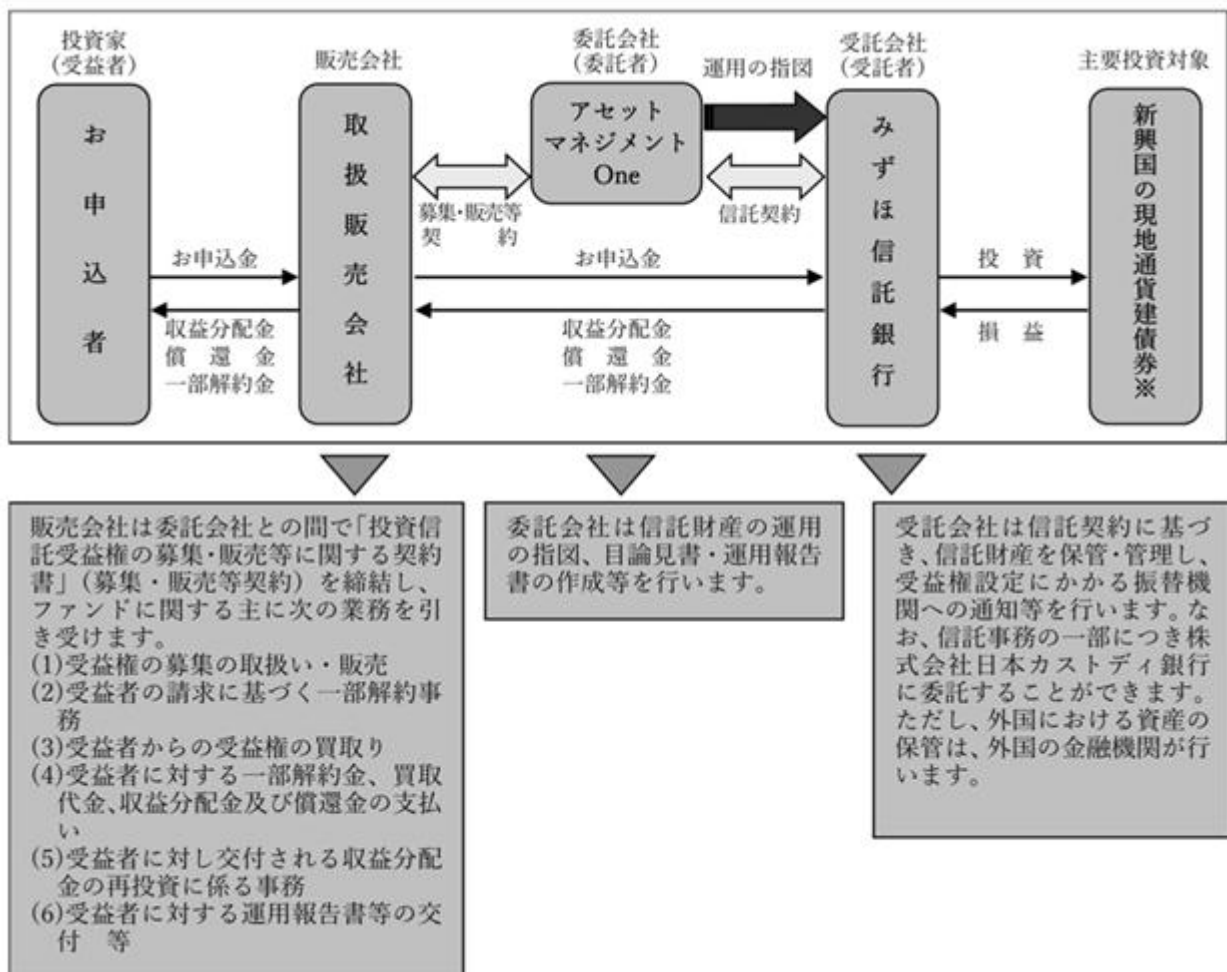 投資家
(受益者)
お申込者
販売会社
取扱販売会社
委託会社
(委託者)
アセット
マネジメント
One
運用の指図
受託会社
(受託者)
みずほ信託銀行
主要投資対象
新興国の現地通貨建債券※
募集・販売等
契 約
信託契約
お申込金
収益分配金
償 還 金
一部解約金
お申込金
収益分配金
償 還 金
一部解約金
投 資
損 益
販売会社は委託会社との間で「投資信
託受益権の募集・販売等に関する契約
書」（募集・販売等契約）を締結し、
ファンドに関する主に次の業務を引
き受けます。
(1)受益権の募集の取扱い・販売
(2)受益者の請求に基づく一部解約事
務
(3)受益者からの受益権の買取り
(4)受益者に対する一部解約金、買取
代金、収益分配金及び償還金の支払
い
(5)受益者に対し交付される収益分配
金の再投資に係る事務
(6)受益者に対する運用報告書等の交
付　等
委託会社は信託財産の運用
の指図、目論見書・運用報告
書の作成等を行います。
受託会社は信託契約に基づ
き、信託財産を保管・管理し、
受益権設定にかかる振替機
関への通知等を行います。な
お、信託事務の一部につき株
式会社日本カストディ銀行
に委託することができます。
ただし、外国における資産の
保管は、外国の金融機関が行
います。